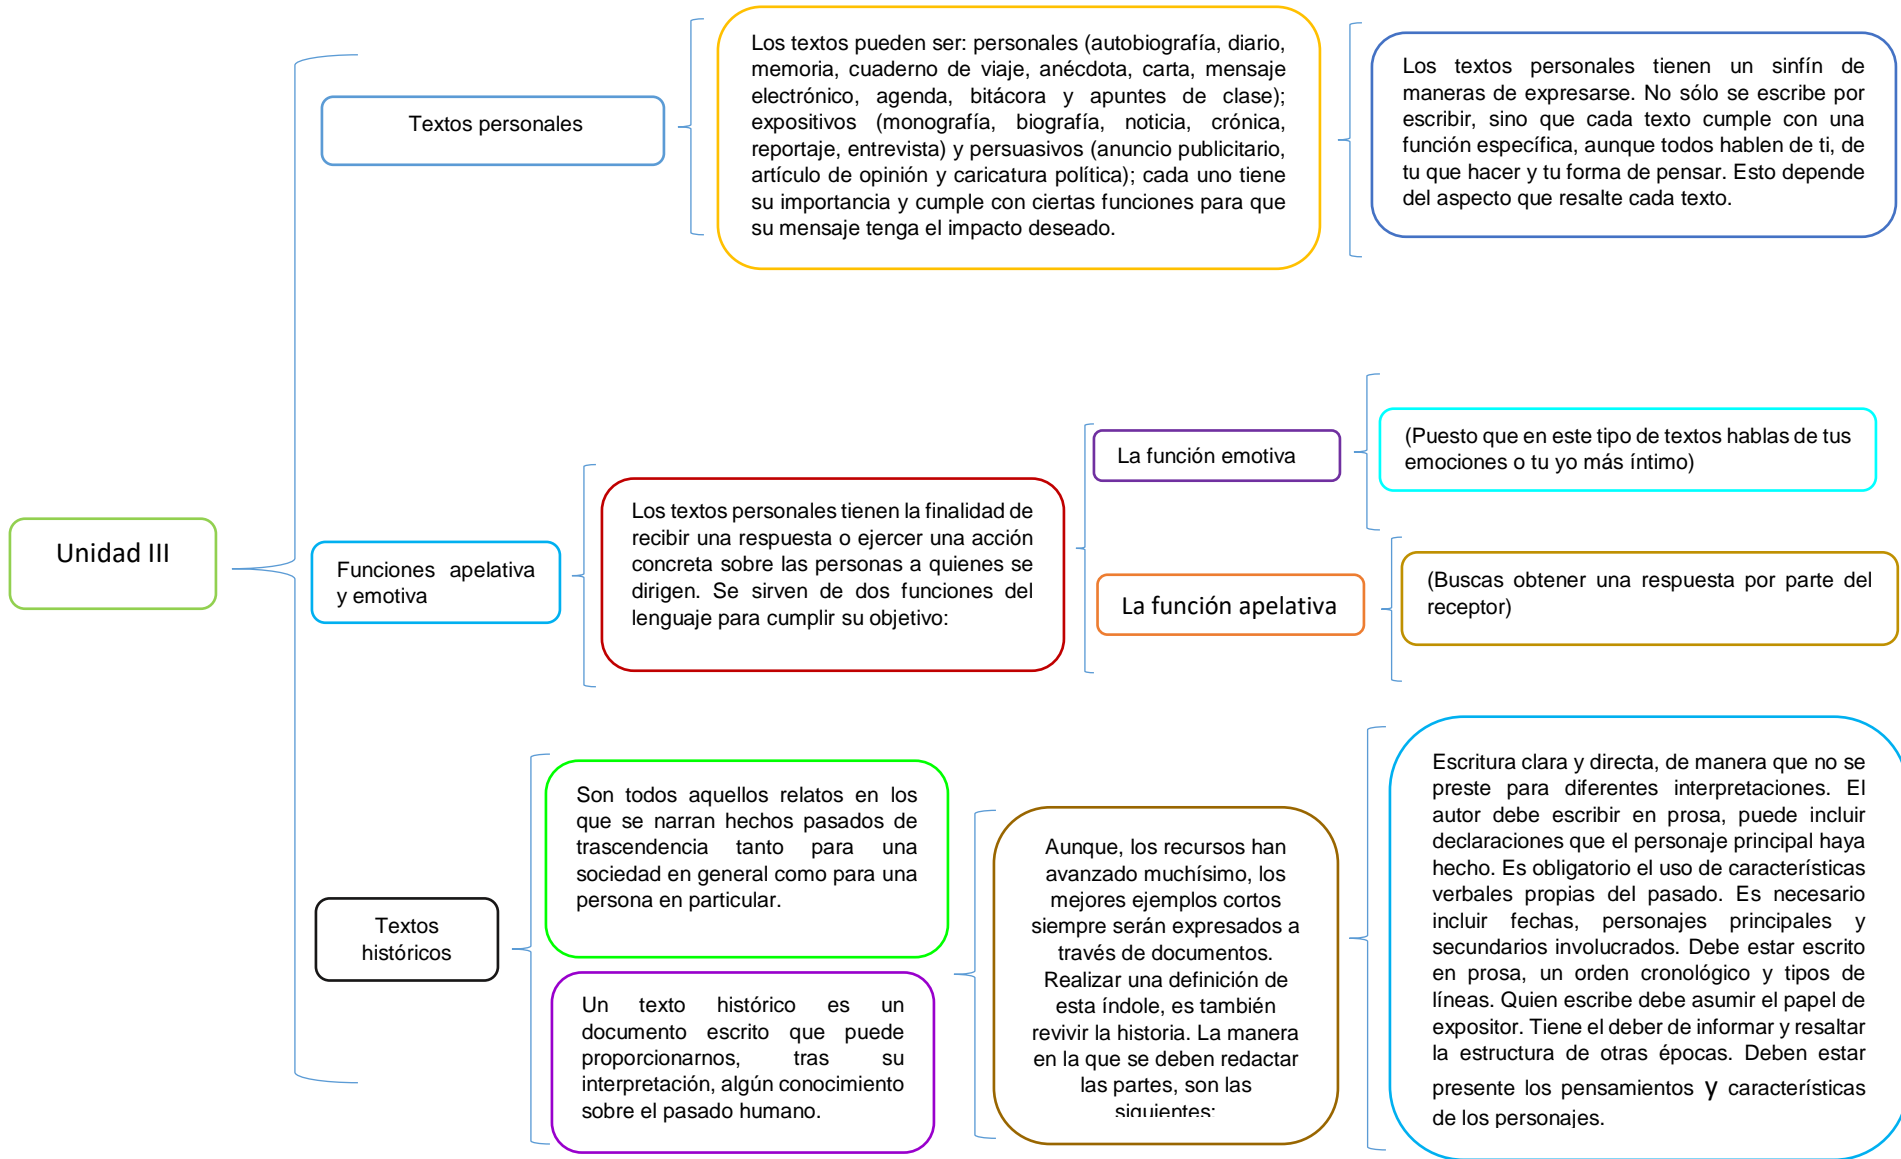 Unidad III
Textos personales
Los textos pueden ser: personales (autobiografía, diario,
memoria, cuaderno de viaje, anécdota, carta, mensaje
electrónico, agenda, bitácora y apuntes de clase);
expositivos (monografía, biografía, noticia, crónica,
reportaje, entrevista) y persuasivos (anuncio publicitario,
artículo de opinión y caricatura política); cada uno tiene
su importancia y cumple con ciertas funciones para que
su mensaje tenga el impacto deseado.
Los textos personales tienen un sinfín de
maneras de expresarse. No sólo se escribe por
escribir, sino que cada texto cumple con una
función específica, aunque todos hablen de ti, de
tu que hacer y tu forma de pensar. Esto depende
del aspecto que resalte cada texto.
Funciones apelativa
y emotiva
Los textos personales tienen la finalidad de
recibir una respuesta o ejercer una acción
concreta sobre las personas a quienes se
dirigen. Se sirven de dos funciones del
lenguaje para cumplir su objetivo:
La función emotiva
(Puesto que en este tipo de textos hablas de tus
emociones o tu yo más íntimo)
La función apelativa
(Buscas obtener una respuesta por parte del
receptor)
Textos
históricos
Son todos aquellos relatos en los
que se narran hechos pasados de
trascendencia tanto para una
sociedad en general como para una
persona en particular.
Un texto histórico es un
documento escrito que puede
proporcionarnos, tras su
interpretación, algún conocimiento
sobre el pasado humano.
Aunque, los recursos han
avanzado muchísimo, los
mejores ejemplos cortos
siempre serán expresados a
través de documentos.
Realizar una definición de
esta índole, es también
revivir la historia. La manera
en la que se deben redactar
las partes, son las
siguientes:
Escritura clara y directa, de manera que no se
preste para diferentes interpretaciones. El
autor debe escribir en prosa, puede incluir
declaraciones que el personaje principal haya
hecho. Es obligatorio el uso de características
verbales propias del pasado. Es necesario
incluir fechas, personajes principales y
secundarios involucrados. Debe estar escrito
en prosa, un orden cronológico y tipos de
líneas. Quien escribe debe asumir el papel de
expositor. Tiene el deber de informar y resaltar
la estructura de otras épocas. Deben estar
presente los pensamientos y características
de los personajes.